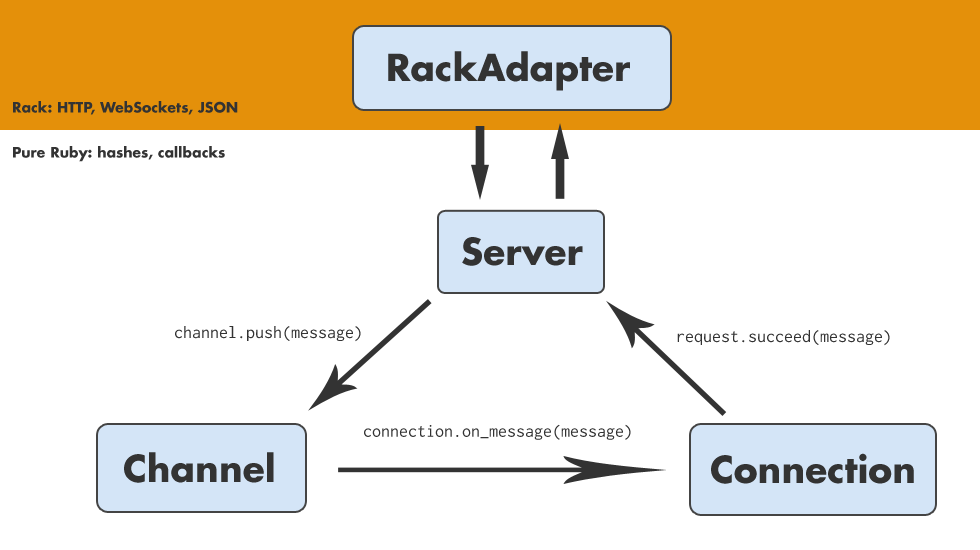 RackAdapter
Rack: HTTP, WebSockets, JSON
Pure Ruby: hashes, callbacks
Server
channel.push(message)
request.succeed(message)
connection.on_message(message)
Channel
Connection